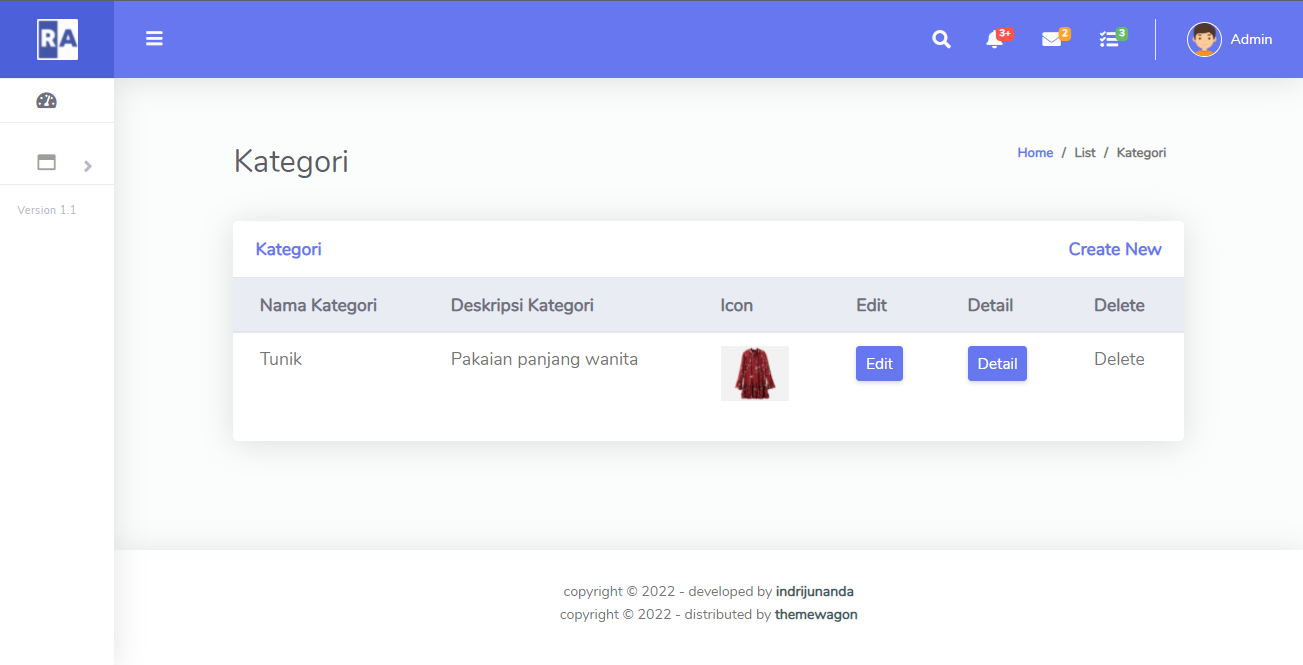 RA
3+
2
3
Admin
Version 1.1
Kategori
Home / List / Kategori
Kategori
Create New
Nama Kategori Deskripsi Kategori Icon Edit Detail Delete
Tunik Pakaian panjang wanita Edit Detail Delete
copyright © 2022 - developed by indrijunanda
copyright © 2022 - distributed by themewagon